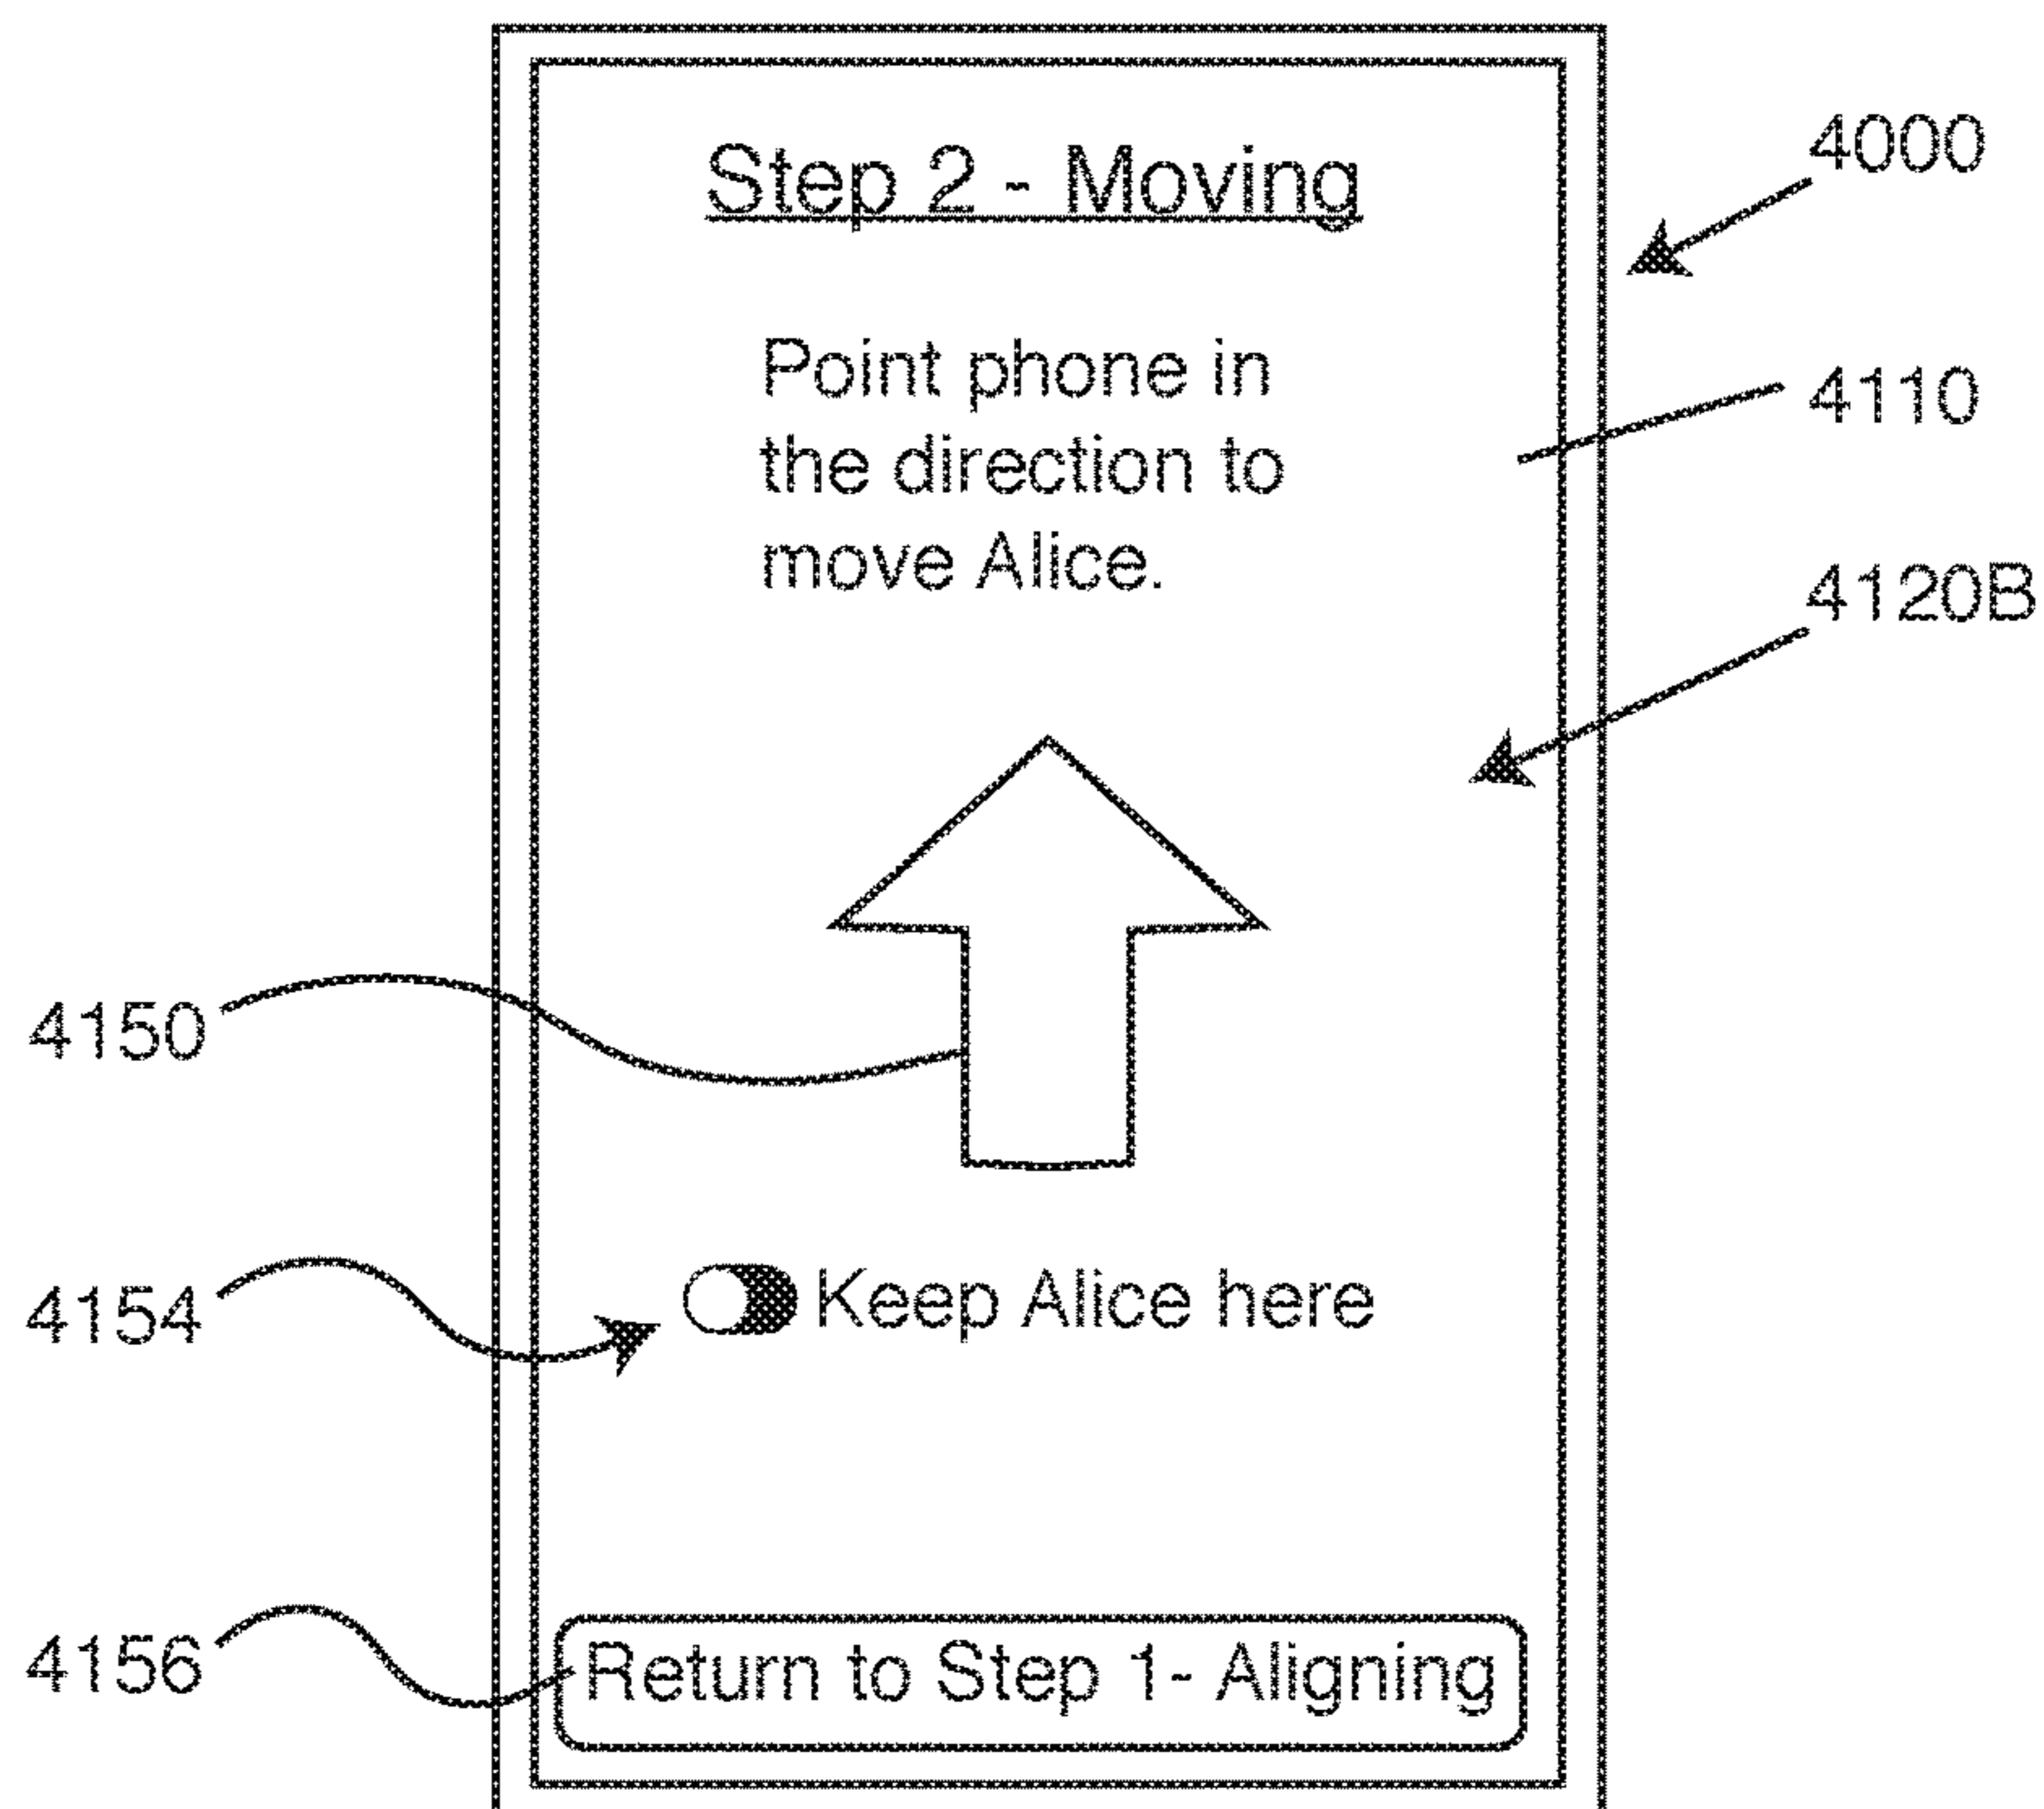 Step 2 - Moving
4000
Point phone in
4110
the direction to
move Alice.
4120B
4150
Keep Alice here
4154
Return to Step 1- Aligning
4156